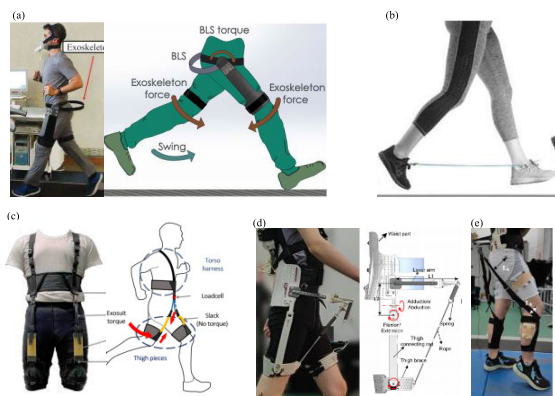 (a)
Exoskeleton
BLS torque
BLS
Exoskeleton
force
Exoskeleton
force
Swing
(b)
(c)
Torso
harness
Loadcell
Slack
(No torque)
Exosuit
torque
Thigh pieces
(d)
Waist part
Lever arm
L1
Adduction/
Abduction
Flexion/
Extension
Spring
Rope
Thigh
connecting rod
Thigh brace
(e)